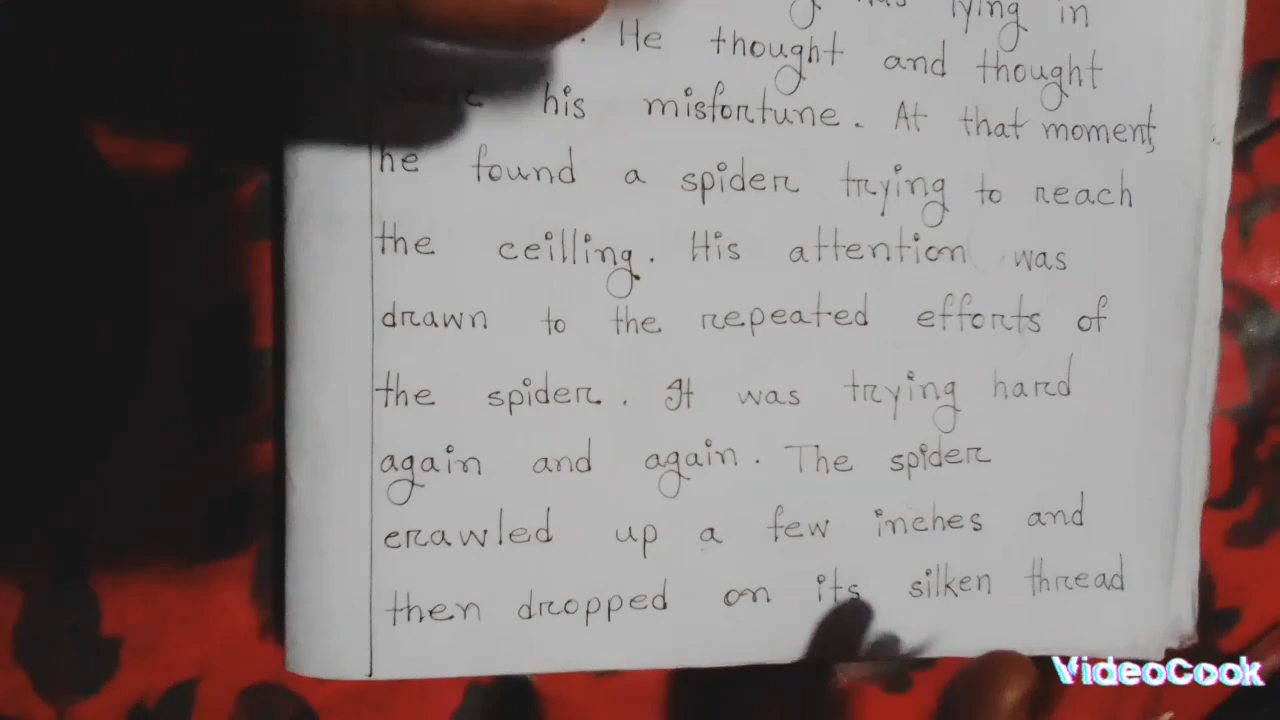 was lying in
. He thought and thought
his misfortune. At that moment,
he found a spider trying to reach
the ceilling. His attention was
drawn to the repeated efforts of
the spider. It was trying hard
again and again. The spider
crawled up a few inches and
then dropped on its silken thread
VideoCook